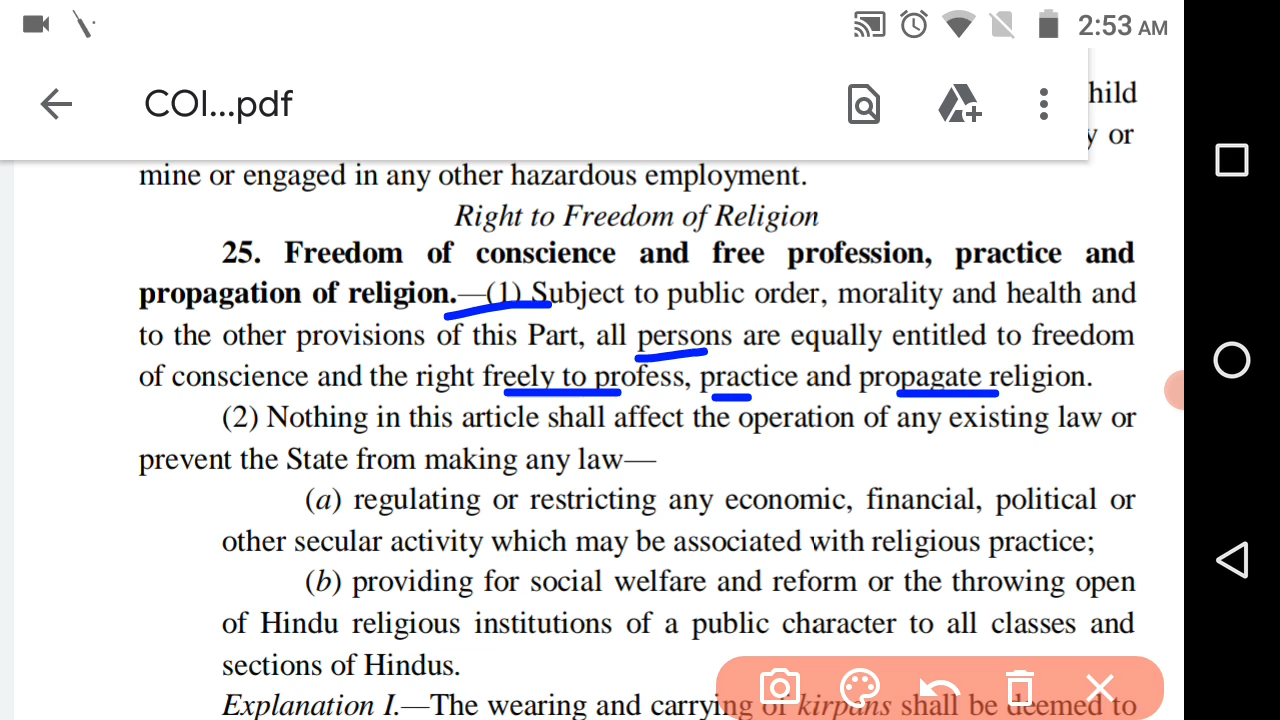 2:53 AM
COI...pdf
hild
y or
mine or engaged in any other hazardous employment.
Right to Freedom of Religion
25. Freedom of conscience and free profession, practice and
propagation of religion.—(1) Subject to public order, morality and health and
to the other provisions of this Part, all persons are equally entitled to freedom
of conscience and the right freely to profess, practice and propagate religion.
(2) Nothing in this article shall affect the operation of any existing law or
prevent the State from making any law—
(a) regulating or restricting any economic, financial, political or
other secular activity which may be associated with religious practice;
(b) providing for social welfare and reform or the throwing open
of Hindu religious institutions of a public character to all classes and
sections of Hindus.
Explanation I.—The wearing and carrying of kirpans shall be deemed to